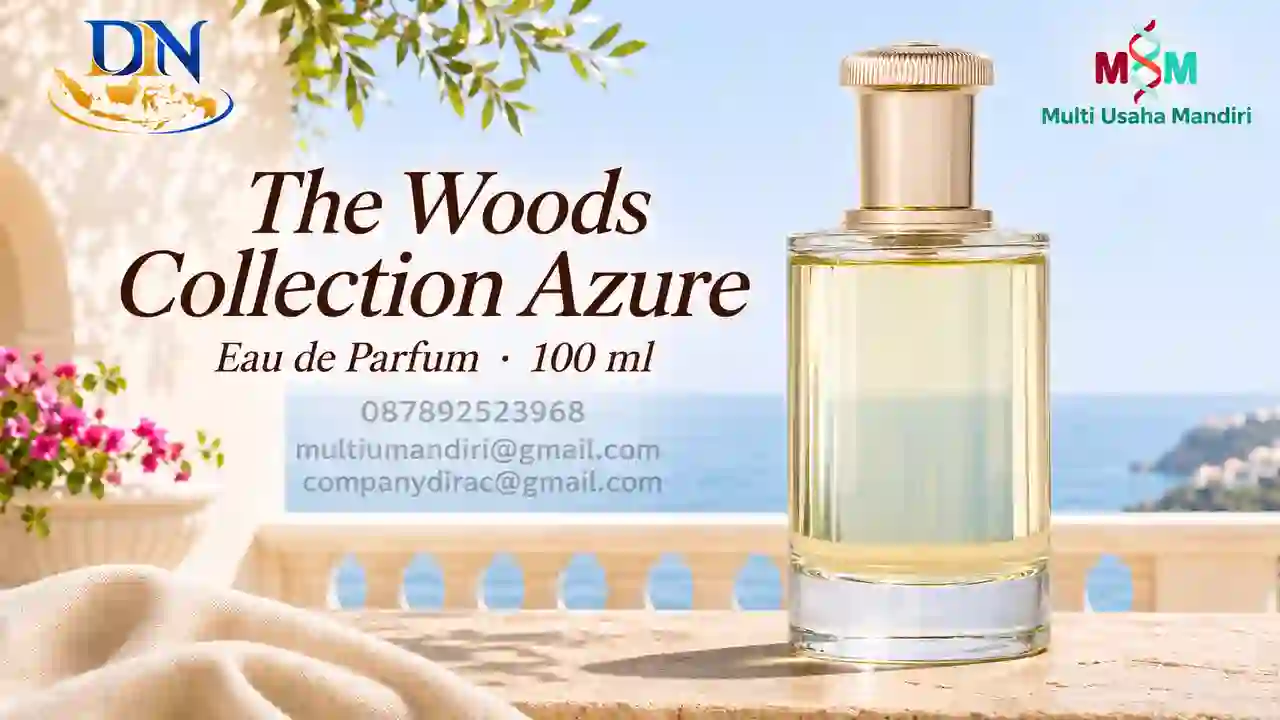 DN
MSM
Multi Usaha Mandiri
The Woods
Collection Azure
Eau de Parfum · 100 ml
087892523968
multiumandiri@gmail.com
companydirac@gmail.com